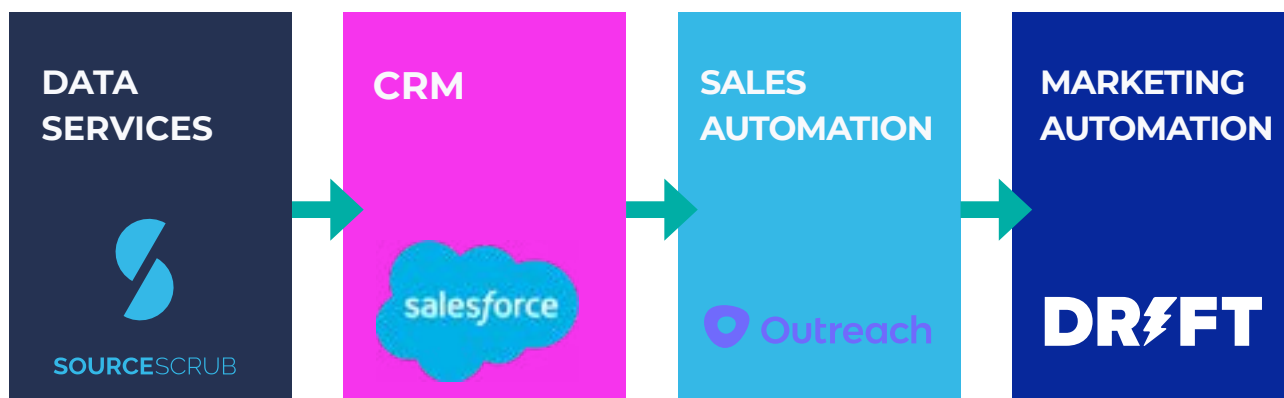 DATA
SERVICES
SOURCESCRUB
CRM
salesforce
SALES
AUTOMATION
Outreach
MARKETING
AUTOMATION
DRIFT